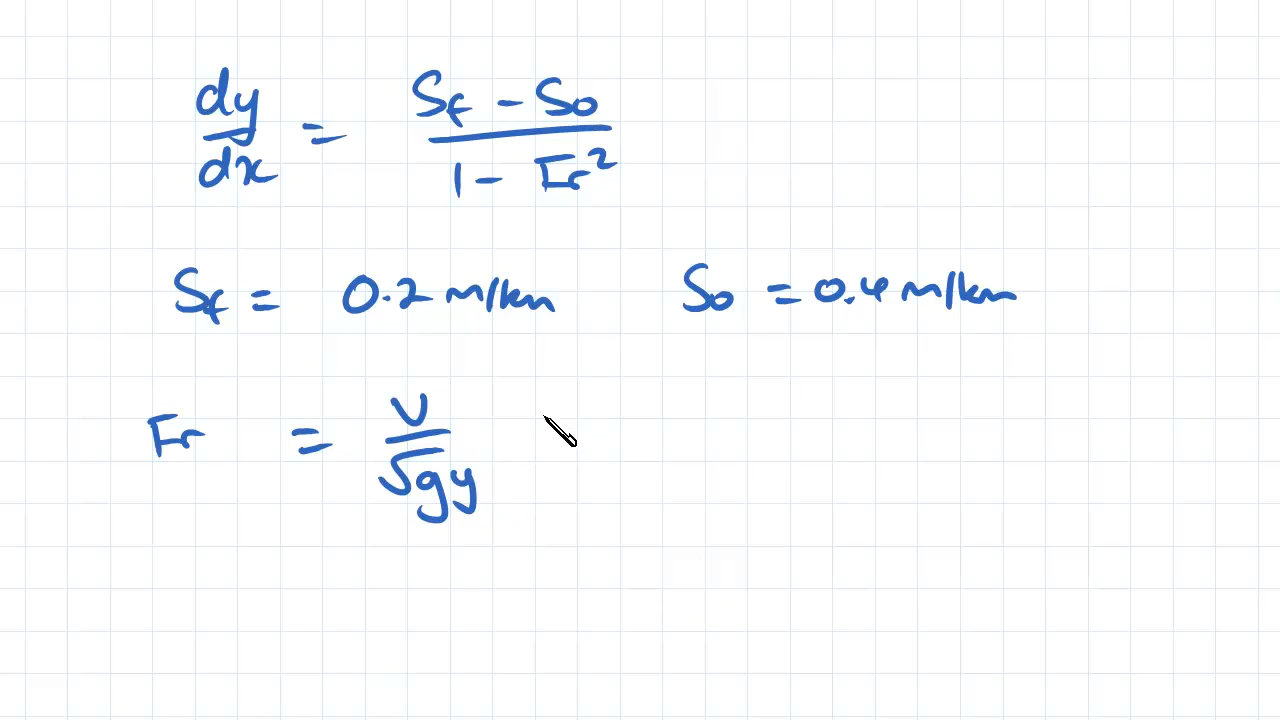 dy/dx = (Sf - So)/(1 - Fr²)
Sf = 0.2 m/km So = 0.4 m/km
Fr = V/√gy